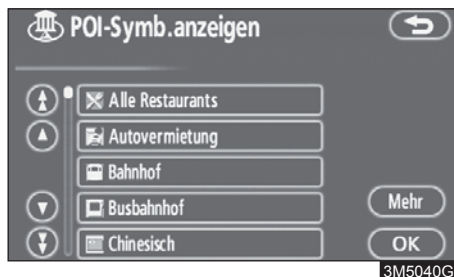 POI-Symb.anzeigen
Alle Restaurants
Autovermietung
Bahnhof
Busbahnhof
Mehr
Chinesisch
OK
3M5040G